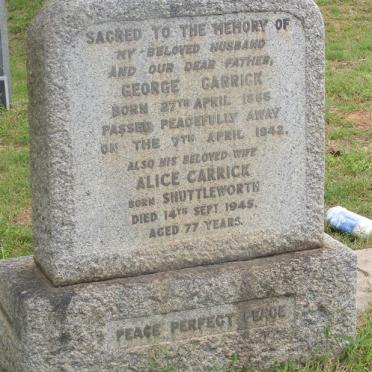 SACRED TO THE MEMORY OF
MY BELOVED HUSBAND
AND OUR DEAR FATHER,
GEORGE CARRICK
BORN 27TH APRIL 1866
PASSED PEACEFULLY AWAY
ON THE 7TH APRIL 1942.
ALSO HIS BELOVED WIFE
ALICE CARRICK
BORN SHUTTLEWORTH
DIED 14TH SEPT 1945.
AGED 77 YEARS.
PEACE PERFECT PEACE